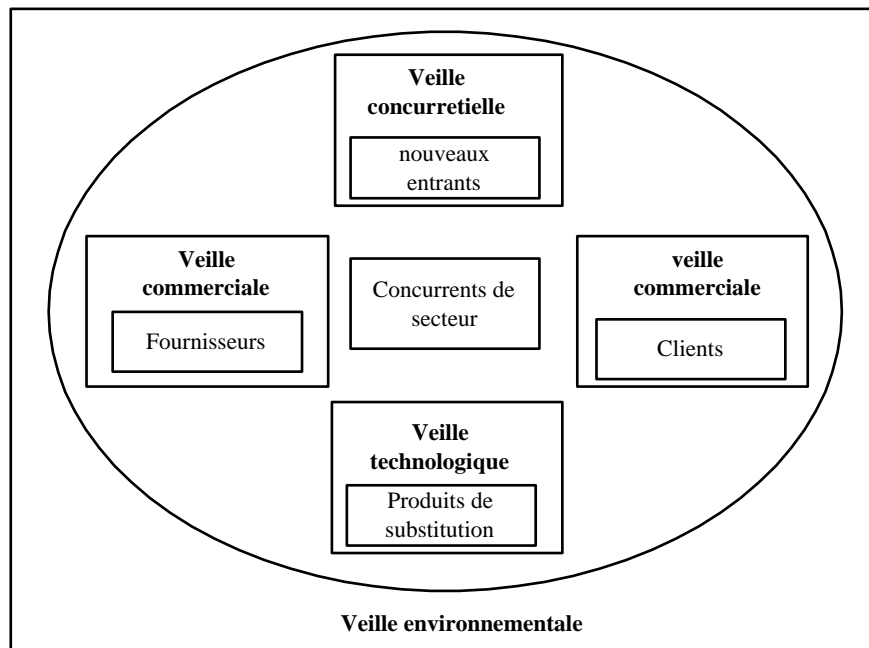 Veille
concurretielle
nouveaux
entrants
Veille
commerciale
Fournisseurs
Concurrents de
secteur
veille
commerciale
Clients
Veille
technologique
Produits de
substitution
Veille environnementale